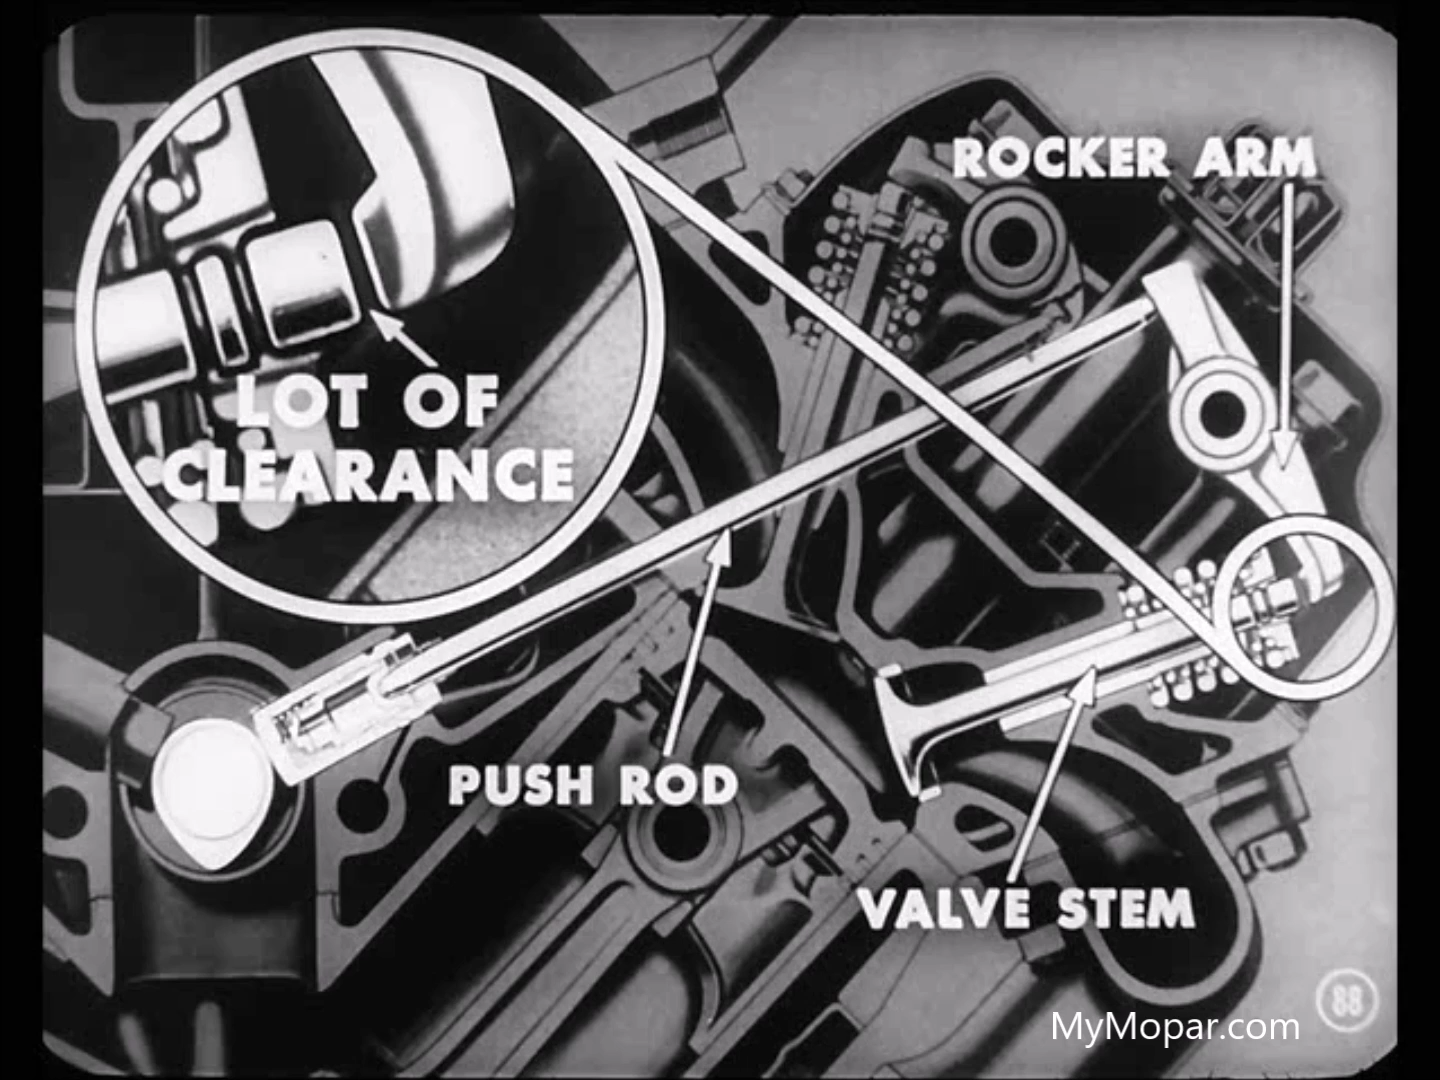 ROCKER ARM
LOT OF
CLEARANCE
PUSH ROD
VALVE STEM
88
MyMopar.com